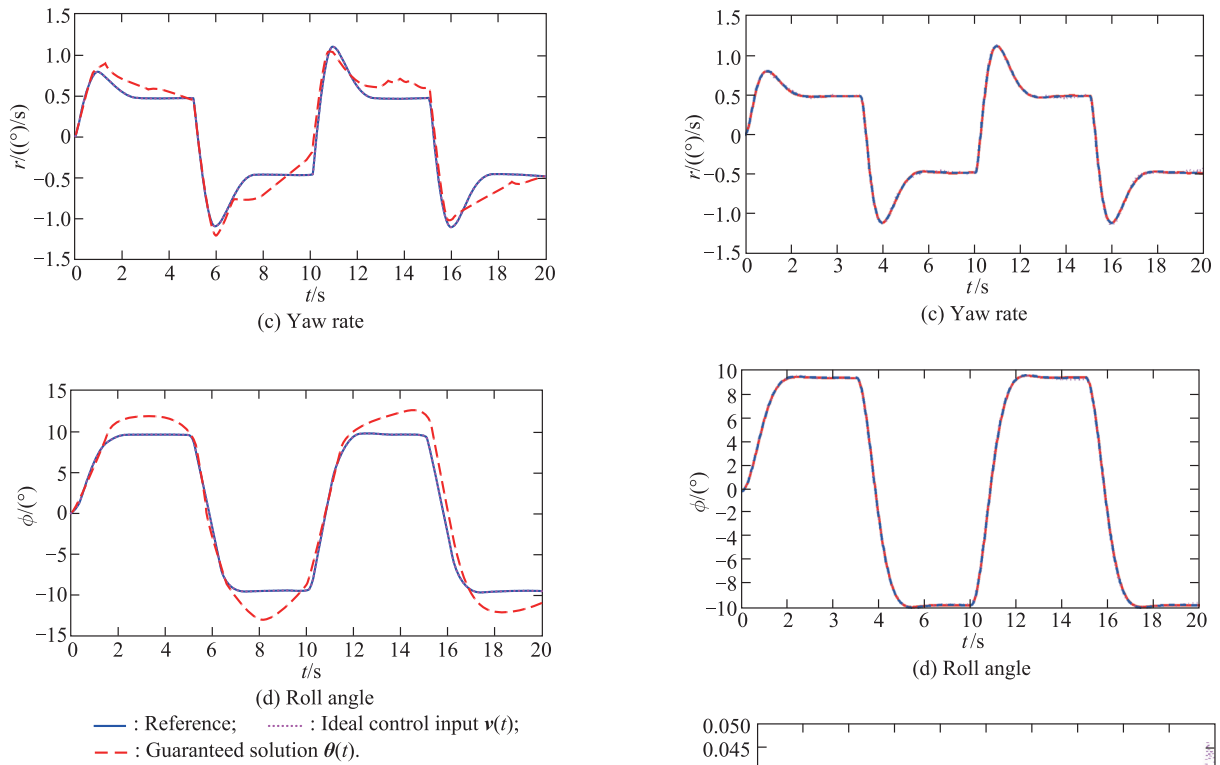 1.5
1.0
0.5
0
−0.5
−1.0
−1.5
r/((°)/s)
0 2 4 6 8 10 12 14 16 18 20
t/s
(c) Yaw rate
15
10
5
0
−5
−10
−15
ϕ/(°)
0 2 4 6 8 10 12 14 16 18 20
t/s
(d) Roll angle
: Reference; : Ideal control input v(t);
: Guaranteed solution θ(t).
1.5
1.0
0.5
0
−0.5
−1.0
−1.5
r/((°)/s)
0 2 3 4 8 10 12 14 16 18 20
t/s
(c) Yaw rate
10
8
6
4
2
0
−2
−4
−6
−8
−10
ϕ/(°)
0 2 3 4 6 10 12 14 16 18 20
t/s
(d) Roll angle
0.050
0.045